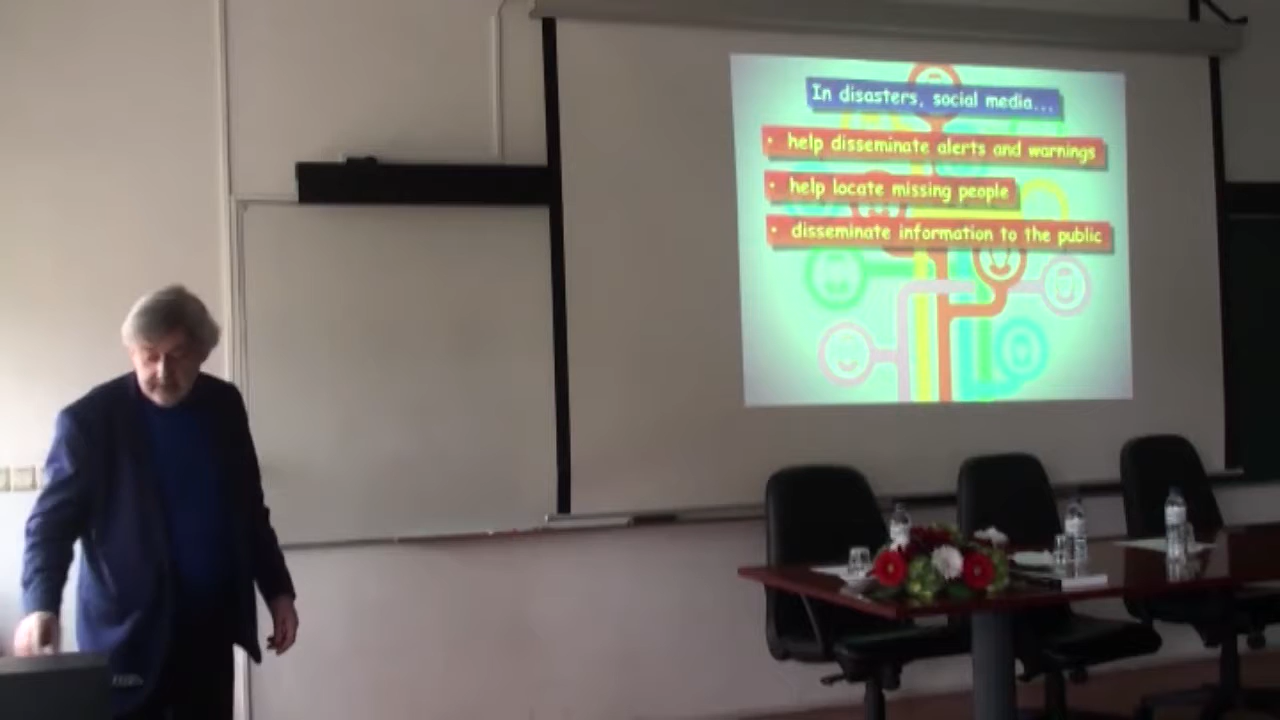 In disasters, social media...
• help disseminate alerts and warnings
• help locate missing people
• disseminate information to the public